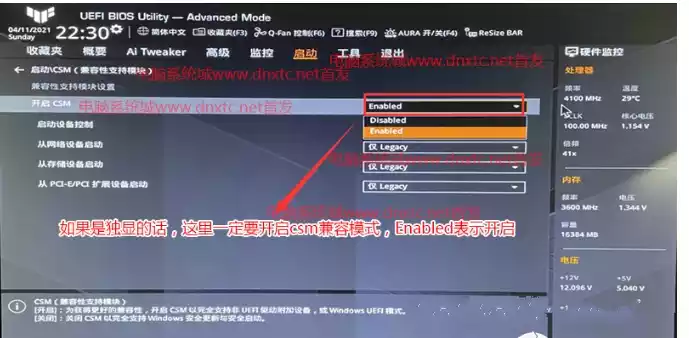 UEFI BIOS Utility — Advanced Mode
04/11/2021
Sunday
22:30
简体中文
收藏夹(F3)
Q-Fan 控制(F6)
搜索(F9)
AURA 开/关(F4)
ReSize BAR
收藏夹
概要
Ai Tweaker
高级
监控
启动
工具
退出
硬件监控
启动\CSM(兼容性支持模块)
兼容性支持模块设置
开启 CSM
Enabled
Disabled
Enabled
启动设备控制
从网络设备启动
仅 Legacy
从存储设备启动
仅 Legacy
从 PCI-E/PCI 扩展设备启动
仅 Legacy
电脑系统城www.dnxtc.net首发
电脑系统城www.dnxtc.net首发
电脑系统城www.dnxtc.net首发
如果是独显的话，这里一定要开启csm兼容模式，Enabled表示开启
处理器
频率
温度
4100 MHz
29°C
核心电压
100.00 MHz
1.154 V
倍频
41x
内存
频率
电压
3600 MHz
1.344 V
容量
16384 MB
电压
+12V
+5V
12.096 V
5.040 V
CSM (兼容性支持模块)
[开启]：为获得更好的兼容性，开启 CSM 以完全支持非 UEFI 驱动附加设备，或 Windows UEFI 模式。
[关闭]：关闭 CSM 以完全支持 Windows 安全更新与安全启动。